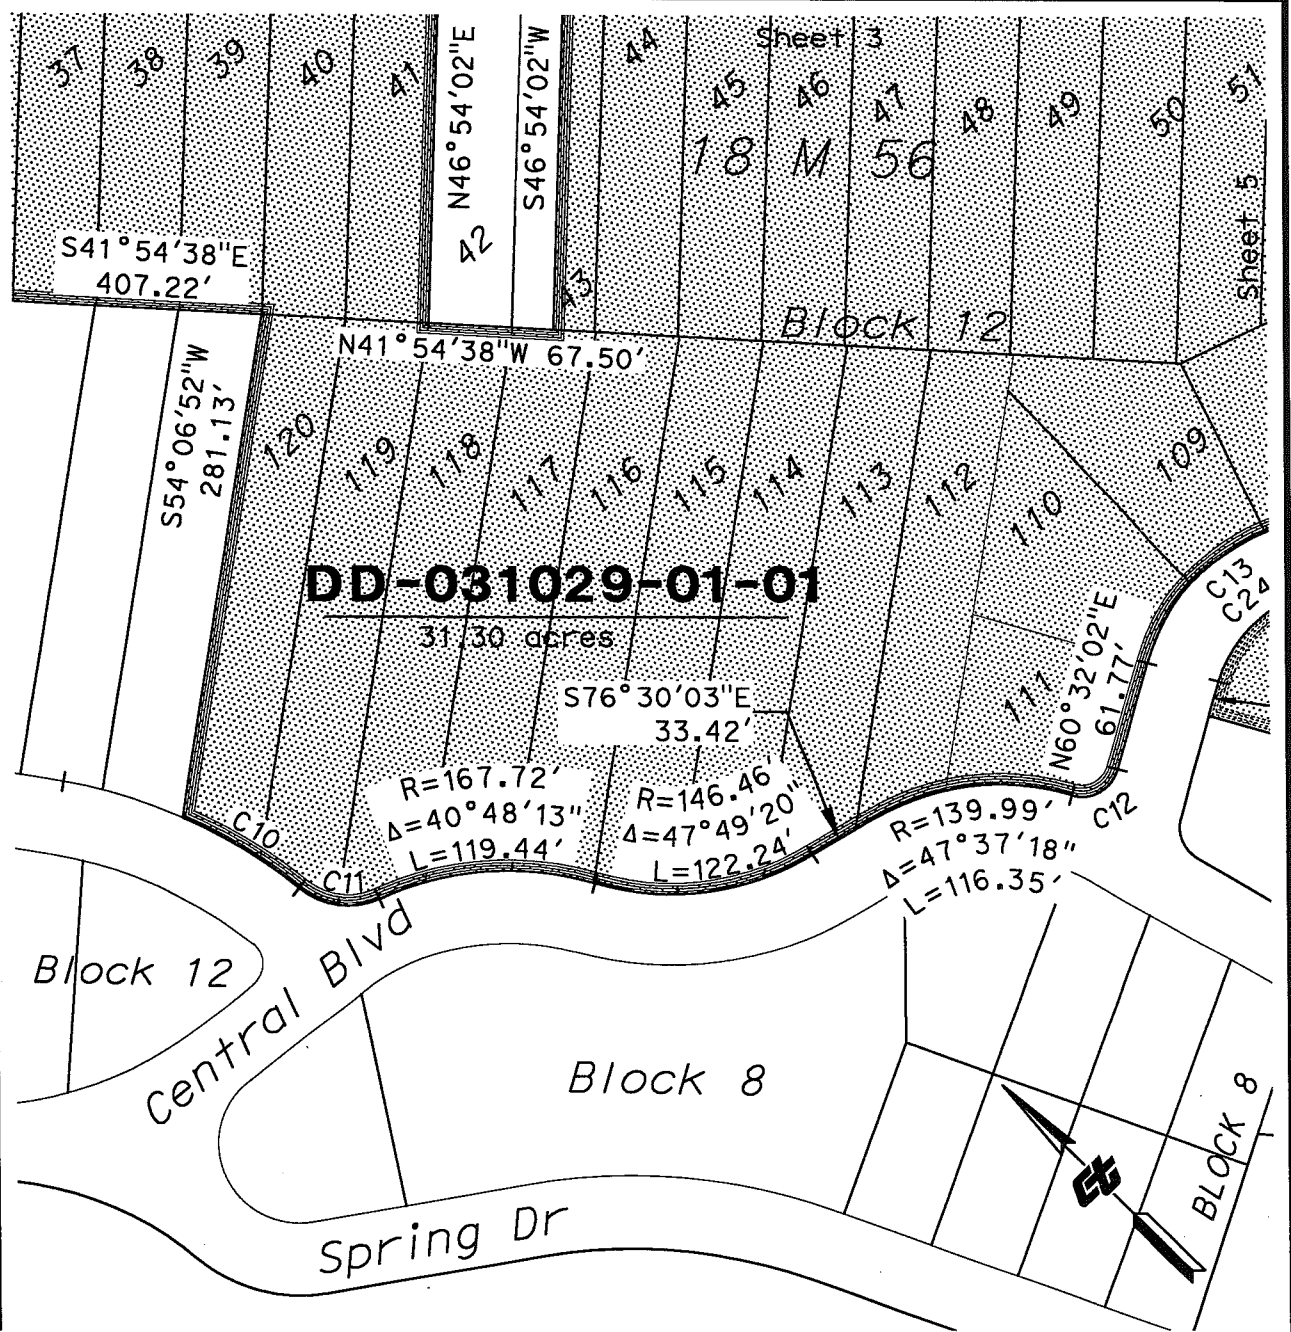 37
38
39
40
41
N46°54'02"E
S46°54'02"W
44
Sheet 3
45
46
47
48
49
50
51
18 M 56
Sheet 5
42
43
S41°54'38"E
407.22'
Block 12
N41°54'38"W 67.50'
S54°06'52"W
281.13'
120
119
118
117
116
115
114
113
112
110
109
DD-031029-01-01
31.30 acres
C13
C24
N60°32'02"E
61.77'
111
S76°30'03"E
33.42'
R=167.72'
Δ=40°48'13"
L=119.44'
R=146.46'
Δ=47°49'20"
L=122.24'
R=139.99'
Δ=47°37'18"
L=116.35'
C12
C10
C11
Block 12
Central Blvd
Block 8
BLOCK 8
ct
Spring Dr